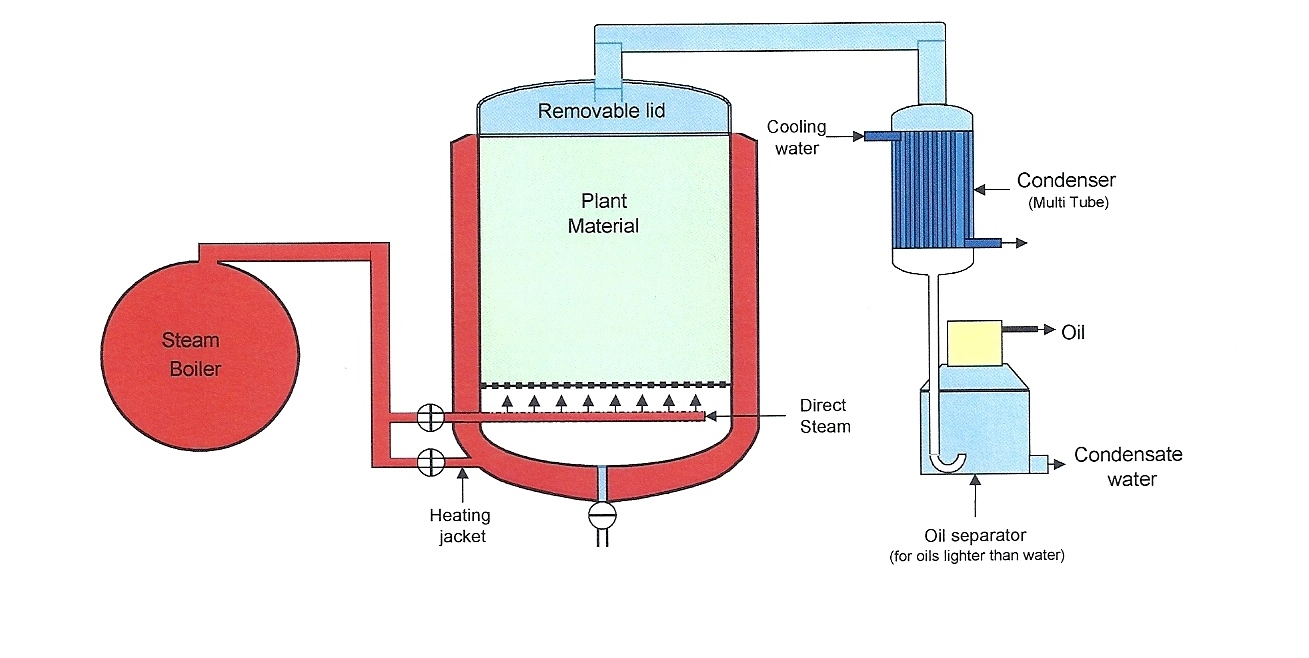 Removable lid
Cooling
water
Condenser
(Multi Tube)
Plant
Material
Steam
Boiler
Oil
Direct
Steam
Condensate
water
Heating
jacket
Oil separator
(for oils lighter than water)